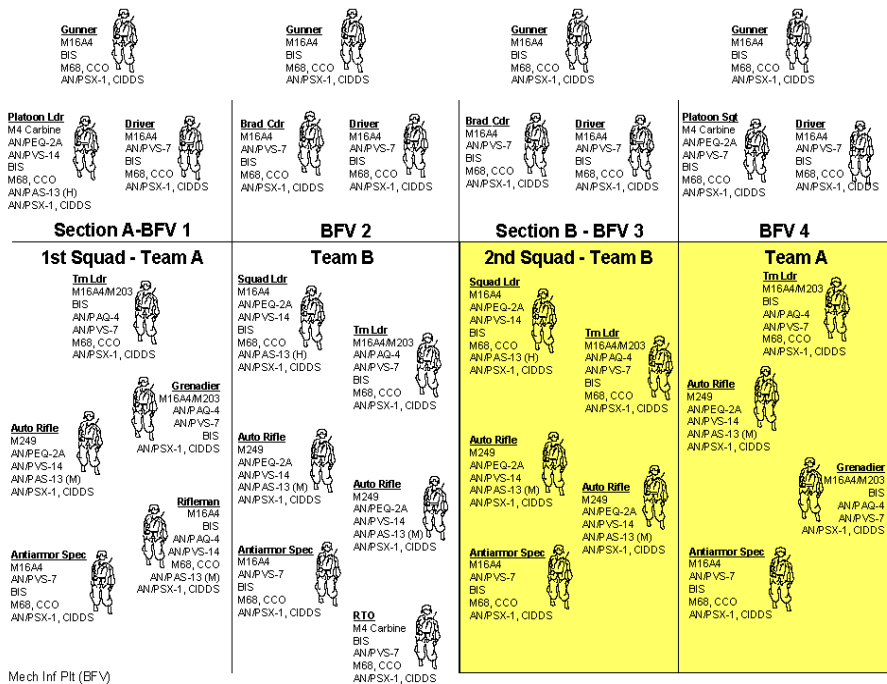 Gunner
M16A4
BIS
M68, CCO
AN/PSX-1, CIDDS
Gunner
M16A4
BIS
M68, CCO
AN/PSX-1, CIDDS
Gunner
M16A4
BIS
M68, CCO
AN/PSX-1, CIDDS
Gunner
M16A4
BIS
M68, CCO
AN/PSX-1, CIDDS
Platoon Ldr
M4 Carbine
AN/PEQ-2A
AN/PVS-14
BIS
M68, CCO
AN/PAS-13 (H)
AN/PSX-1, CIDDS
Driver
M16A4
AN/PVS-7
BIS
M68, CCO
AN/PSX-1, CIDDS
Brad Cdr
M16A4
AN/PVS-7
BIS
M68, CCO
AN/PSX-1, CIDDS
Driver
M16A4
AN/PVS-7
BIS
M68, CCO
AN/PSX-1, CIDDS
Brad Cdr
M16A4
AN/PVS-7
BIS
M68, CCO
AN/PSX-1, CIDDS
Driver
M16A4
AN/PVS-7
BIS
M68, CCO
AN/PSX-1, CIDDS
Platoon Sgt
M4 Carbine
AN/PEQ-2A
AN/PVS-7
BIS
M68, CCO
AN/PSX-1, CIDDS
Driver
M16A4
AN/PVS-7
BIS
M68, CCO
AN/PSX-1, CIDDS
Section A-BFV 1
BFV 2
Section B - BFV 3
BFV 4
1st Squad - Team A
Tm Ldr
M16A4/M203
BIS
AN/PAQ-4
AN/PVS-7
M68, CCO
AN/PSX-1, CIDDS
Grenadier
M16A4/M203
AN/PAQ-4
AN/PVS-7
BIS
AN/PSX-1, CIDDS
Auto Rifle
M249
AN/PEQ-2A
AN/PVS-14
AN/PAS-13 (M)
AN/PSX-1, CIDDS
Rifleman
M16A4
BIS
AN/PAQ-4
AN/PVS-14
M68, CCO
AN/PAS-13 (M)
AN/PSX-1, CIDDS
Antiarmor Spec
M16A4
AN/PVS-7
BIS
M68, CCO
AN/PSX-1, CIDDS
Team B
Squad Ldr
M16A4
AN/PEQ-2A
AN/PVS-14
BIS
M68, CCO
AN/PAS-13 (H)
AN/PSX-1, CIDDS
Tm Ldr
M16A4/M203
AN/PAQ-4
AN/PVS-7
BIS
M68, CCO
AN/PSX-1, CIDDS
Auto Rifle
M249
AN/PEQ-2A
AN/PVS-14
AN/PAS-13 (M)
AN/PSX-1, CIDDS
Auto Rifle
M249
AN/PEQ-2A
AN/PVS-14
AN/PAS-13 (M)
AN/PSX-1, CIDDS
Antiarmor Spec
M16A4
AN/PVS-7
BIS
M68, CCO
AN/PSX-1, CIDDS
RTO
M4 Carbine
BIS
AN/PVS-7
M68, CCO
AN/PSX-1, CIDDS
2nd Squad - Team B
Squad Ldr
M16A4
AN/PEQ-2A
AN/PVS-14
BIS
M68, CCO
AN/PAS-13 (H)
AN/PSX-1, CIDDS
Tm Ldr
M16A4/M203
AN/PAQ-4
AN/PVS-7
BIS
M68, CCO
AN/PSX-1, CIDDS
Auto Rifle
M249
AN/PEQ-2A
AN/PVS-14
AN/PAS-13 (M)
AN/PSX-1, CIDDS
Auto Rifle
M249
AN/PEQ-2A
AN/PVS-14
AN/PAS-13 (M)
AN/PSX-1, CIDDS
Antiarmor Spec
M16A4
AN/PVS-7
BIS
M68, CCO
AN/PSX-1, CIDDS
Team A
Tm Ldr
M16A4/M203
BIS
AN/PAQ-4
AN/PVS-7
M68, CCO
AN/PSX-1, CIDDS
Auto Rifle
M249
AN/PEQ-2A
AN/PVS-14
AN/PAS-13 (M)
AN/PSX-1, CIDDS
Grenadier
M16A4/M203
BIS
AN/PAQ-4
AN/PVS-7
AN/PSX-1, CIDDS
Antiarmor Spec
M16A4
AN/PVS-7
BIS
M68, CCO
AN/PSX-1, CIDDS
Mech Inf Plt (BFV)